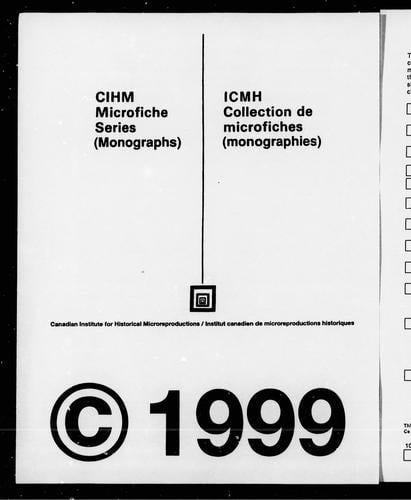 CIHM
Microfiche
Series
(Monographs)
ICMH
Collection de
microfiches
(monographies)
Canadian Institute for Historical Microreproductions / Institut canadien de microreproductions historiques
© 1999